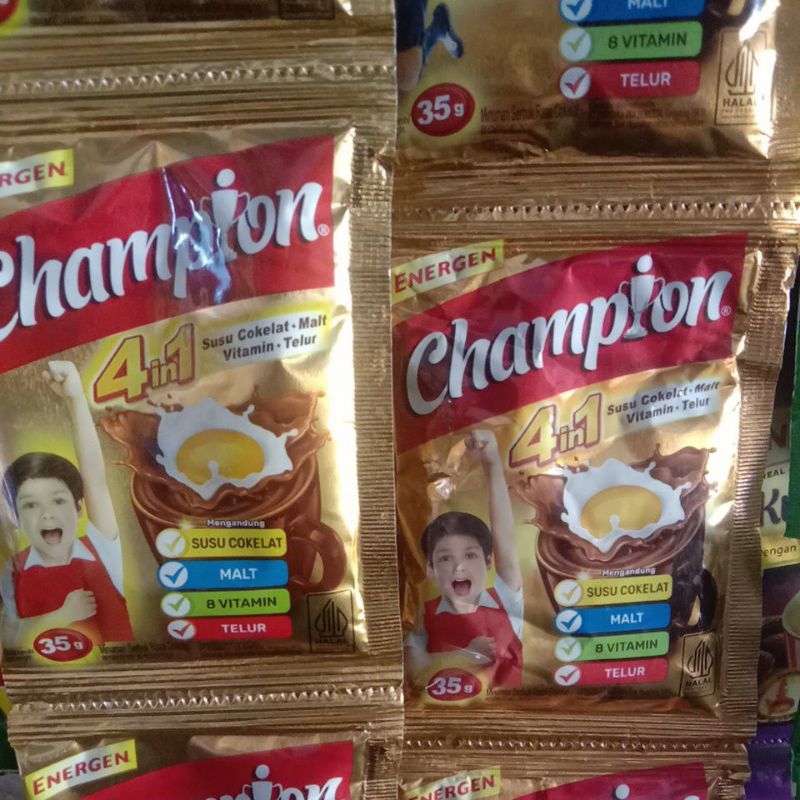 MALT
8 VITAMIN
TELUR
35g
HALAL
RGEN
Champion®
4in1
Susu Cokelat • Malt
Vitamin • Telur
Mengandung
SUSU COKELAT
MALT
8 VITAMIN
TELUR
35g
HALAL
ENERGEN
Champion®
4in1
Susu Cokelat • Malt
Vitamin • Telur
Mengandung
SUSU COKELAT
MALT
8 VITAMIN
TELUR
35g
HALAL
ENERGEN
Champion
ENERGEN